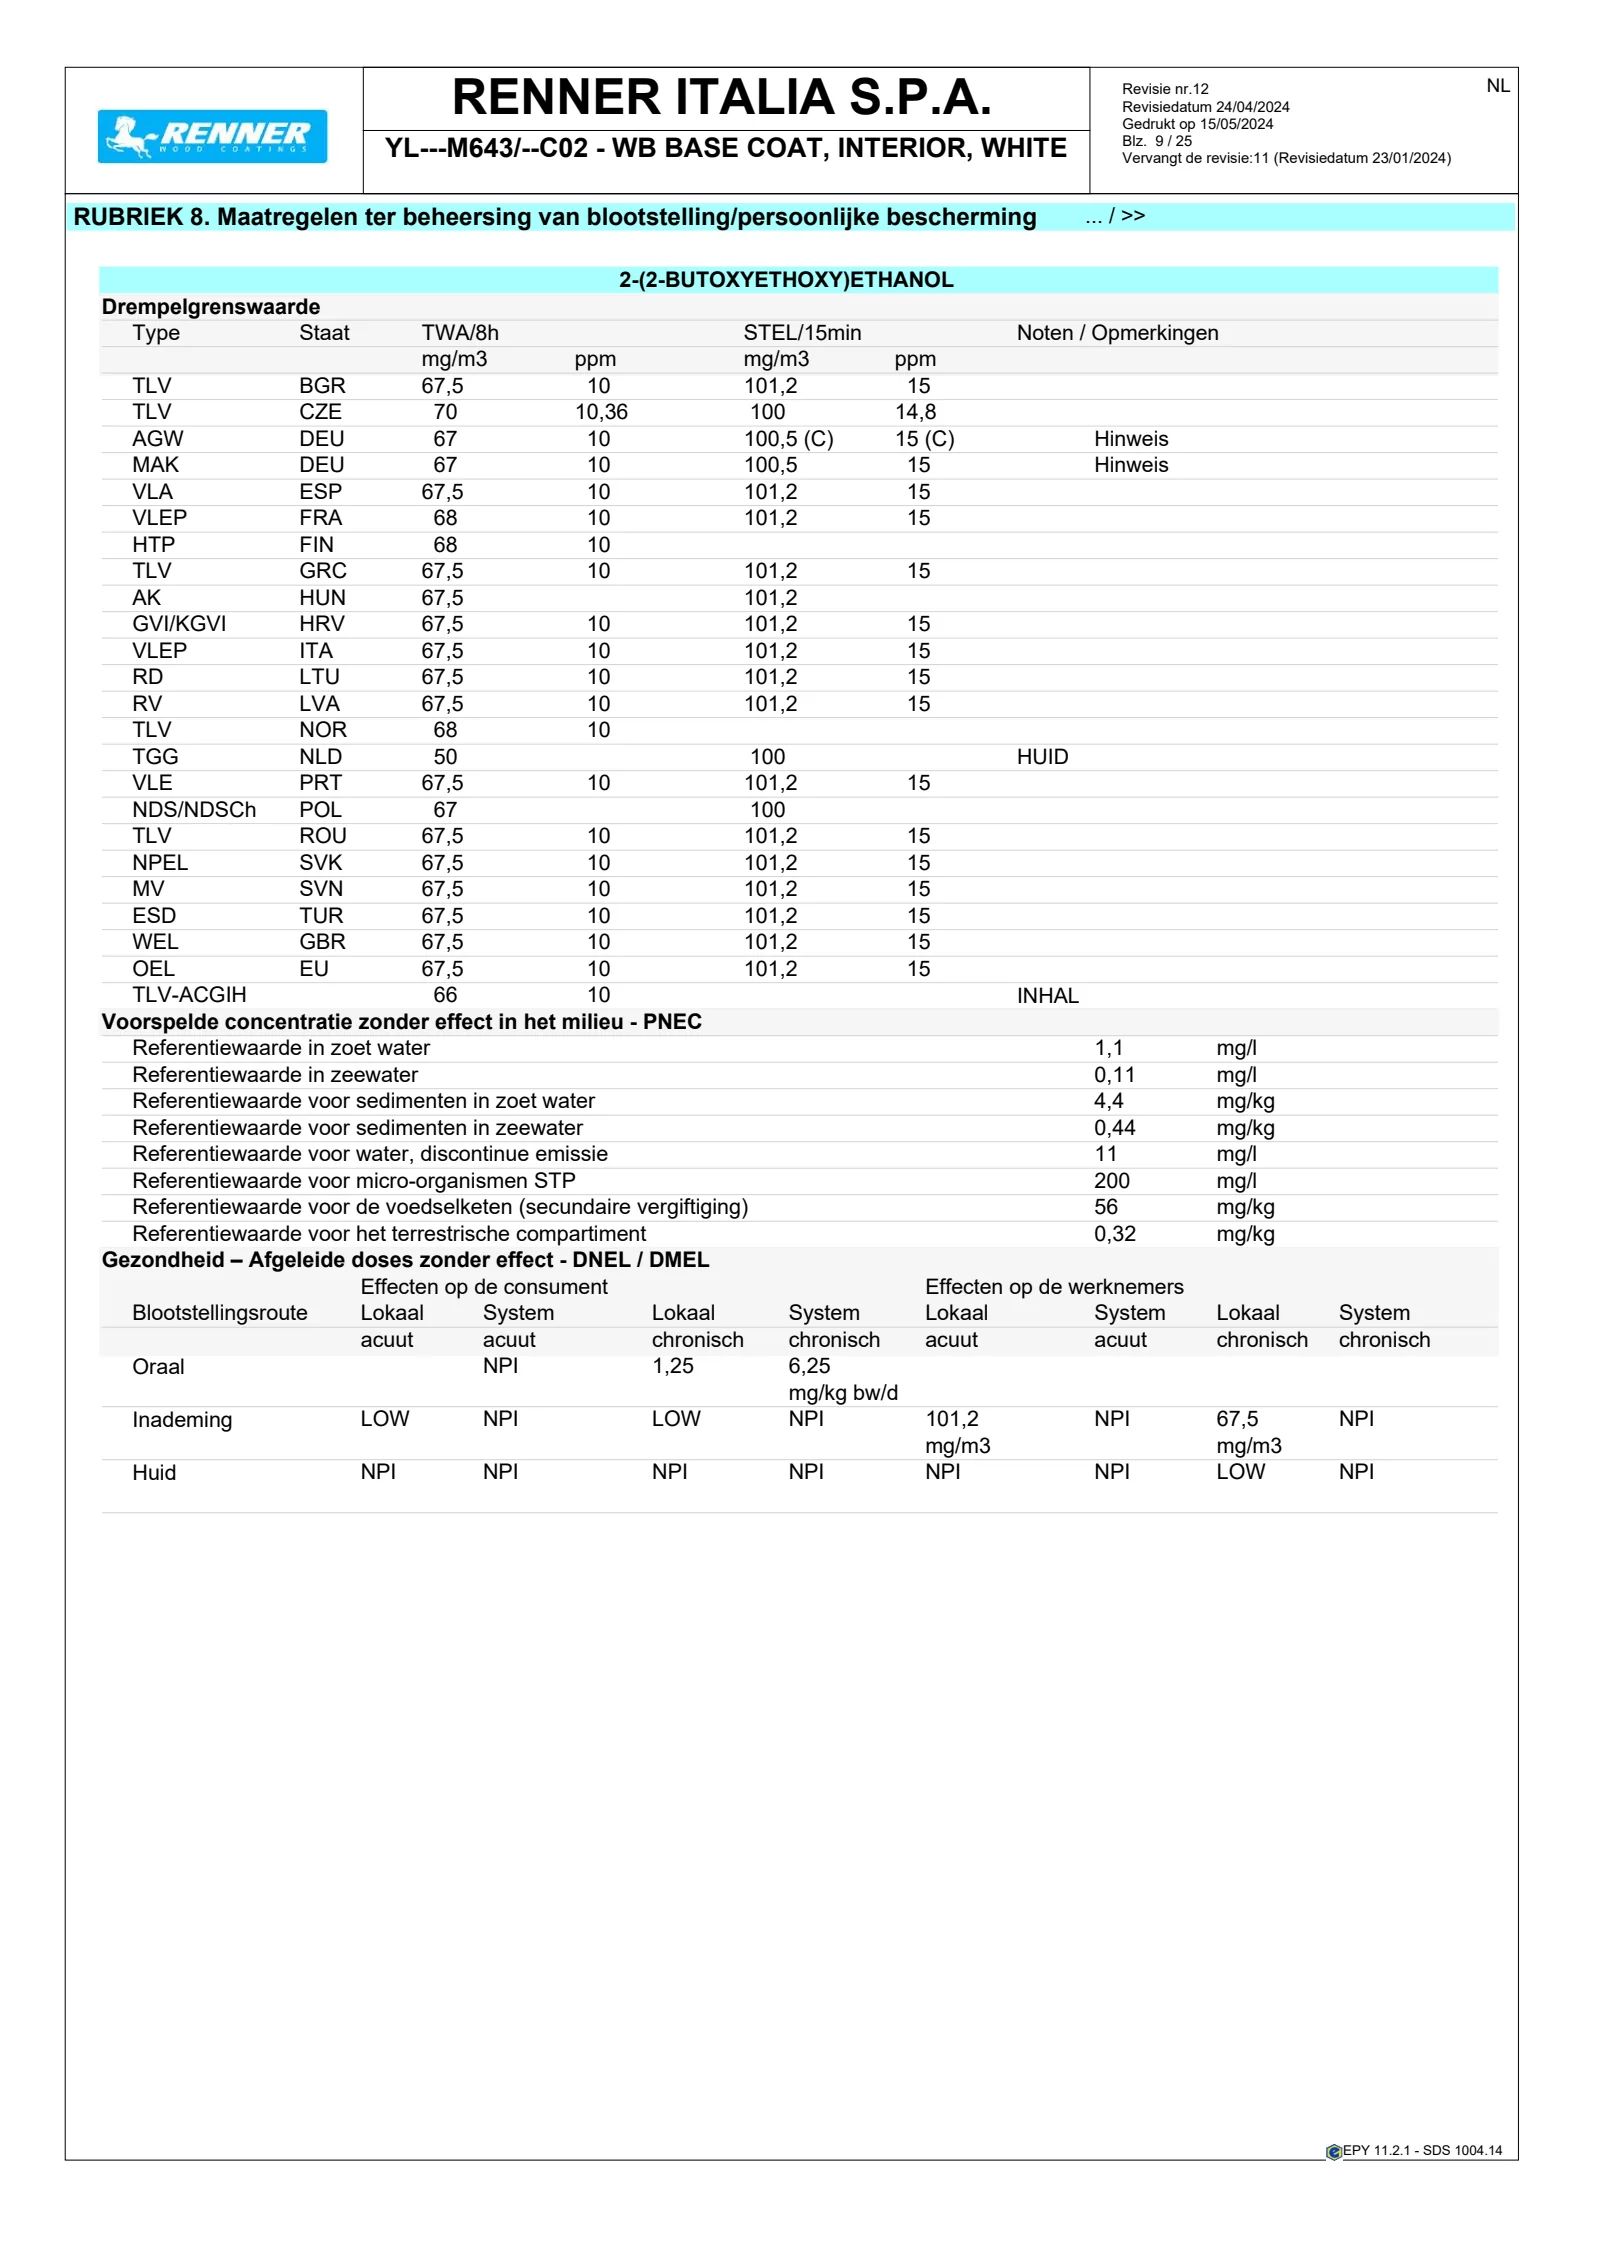 RENNER
WOOD COATINGS
RENNER ITALIA S.P.A.
YL---M643/--C02 - WB BASE COAT, INTERIOR, WHITE
Revisie nr.12
Revisiedatum 24/04/2024
Gedrukt op 15/05/2024
Blz. 9 / 25
Vervangt de revisie:11 (Revisiedatum 23/01/2024)
NL
RUBRIEK 8. Maatregelen ter beheersing van blootstelling/persoonlijke bescherming ... / >>
2-(2-BUTOXYETHOXY)ETHANOL
Drempelgrenswaarde
Type Staat TWA/8h STEL/15min Noten / Opmerkingen
mg/m3 ppm mg/m3 ppm
TLV BGR 67,5 10 101,2 15
TLV CZE 70 10,36 100 14,8
AGW DEU 67 10 100,5 (C) 15 (C) Hinweis
MAK DEU 67 10 100,5 15 Hinweis
VLA ESP 67,5 10 101,2 15
VLEP FRA 68 10 101,2 15
HTP FIN 68 10
TLV GRC 67,5 10 101,2 15
AK HUN 67,5 101,2
GVI/KGVI HRV 67,5 10 101,2 15
VLEP ITA 67,5 10 101,2 15
RD LTU 67,5 10 101,2 15
RV LVA 67,5 10 101,2 15
TLV NOR 68 10
TGG NLD 50 100 HUID
VLE PRT 67,5 10 101,2 15
NDS/NDSCh POL 67 100
TLV ROU 67,5 10 101,2 15
NPEL SVK 67,5 10 101,2 15
MV SVN 67,5 10 101,2 15
ESD TUR 67,5 10 101,2 15
WEL GBR 67,5 10 101,2 15
OEL EU 67,5 10 101,2 15
TLV-ACGIH 66 10 INHAL
Voorspelde concentratie zonder effect in het milieu - PNEC
Referentiewaarde in zoet water 1,1 mg/l
Referentiewaarde in zeewater 0,11 mg/l
Referentiewaarde voor sedimenten in zoet water 4,4 mg/kg
Referentiewaarde voor sedimenten in zeewater 0,44 mg/kg
Referentiewaarde voor water, discontinue emissie 11 mg/l
Referentiewaarde voor micro-organismen STP 200 mg/l
Referentiewaarde voor de voedselketen (secundaire vergiftiging) 56 mg/kg
Referentiewaarde voor het terrestrische compartiment 0,32 mg/kg
Gezondheid – Afgeleide doses zonder effect - DNEL / DMEL
Effecten op de consument Effecten op de werknemers
Blootstellingsroute Lokaal System Lokaal System Lokaal System Lokaal System
acuut acuut chronisch chronisch acuut acuut chronisch chronisch
Oraal NPI 1,25 6,25
mg/kg bw/d
Inademing LOW NPI LOW NPI 101,2 NPI 67,5 NPI
mg/m3 mg/m3
Huid NPI NPI NPI NPI NPI NPI LOW NPI
EPY 11.2.1 - SDS 1004.14